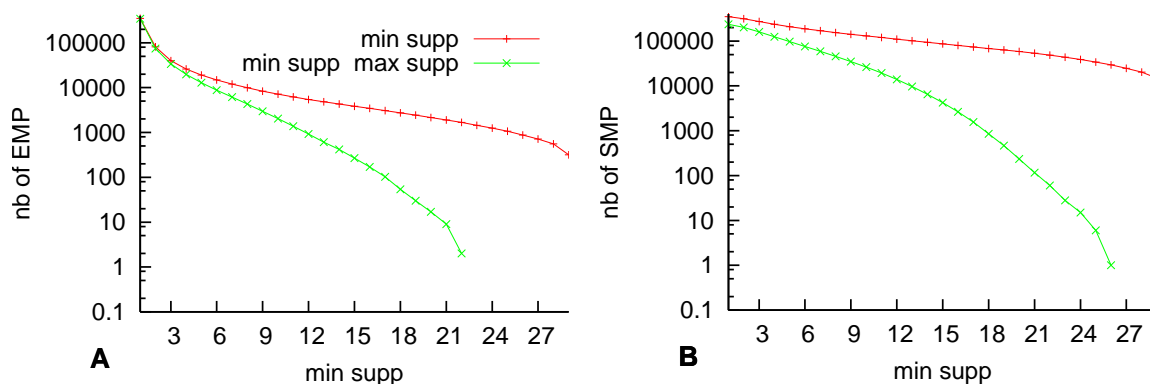 100000
10000
1000
100
10
1
0.1
nb of EMP
min supp
min supp max supp
3 6 9 12 15 18 21 24 27
A
min supp
100000
10000
1000
100
10
1
0.1
nb of SMP
3 6 9 12 15 18 21 24 27
B
min supp